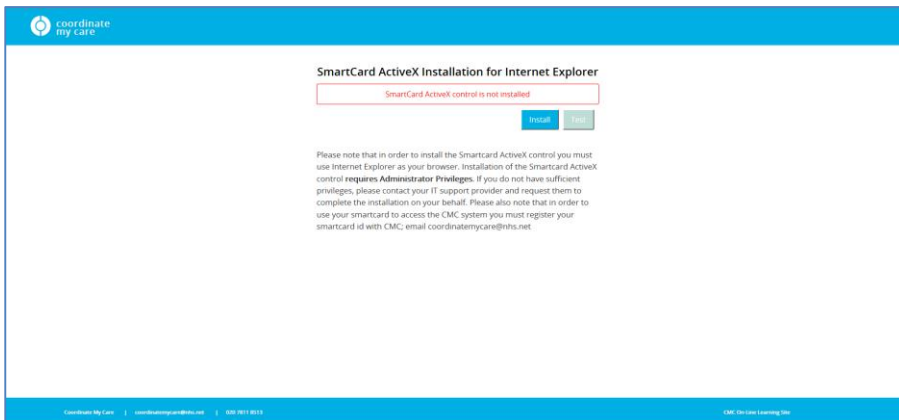 coordinate
my care
SmartCard ActiveX Installation for Internet Explorer
SmartCard ActiveX control is not installed
Install Test
Please note that in order to install the Smartcard ActiveX control you must
use Internet Explorer as your browser. Installation of the Smartcard ActiveX
control requires Administrator Privileges. If you do not have sufficient
privileges, please contact your IT support provider and request them to
complete the installation on your behalf. Please also note that in order to
use your smartcard to access the CMC system you must register your
smartcard id with CMC; email coordinatemycare@nhs.net
Coordinate My Care | coordinatemycare@nhs.net | 020 7811 8513
CMC On-Line Learning Site